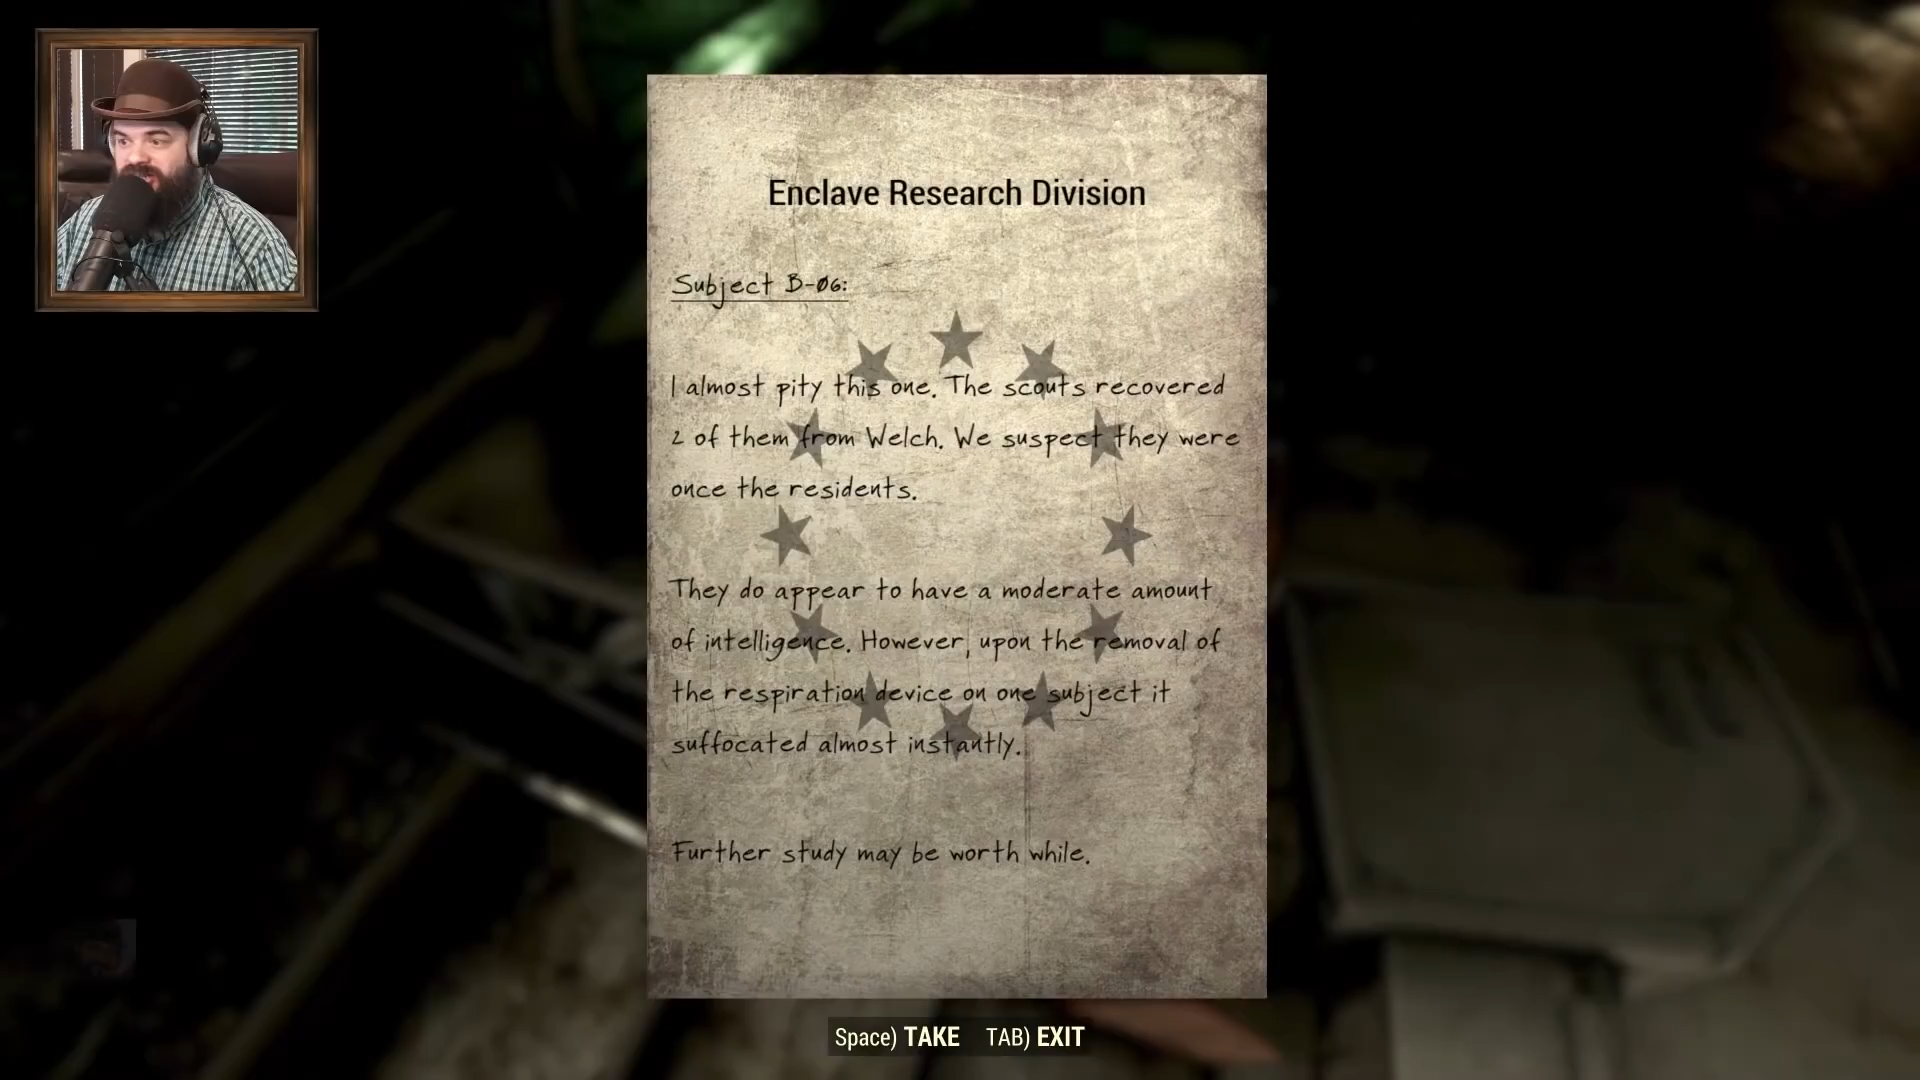 Enclave Research Division
Subject B-06:
I almost pity this one. The scouts recovered
2 of them from Welch. We suspect they were
once the residents.
They do appear to have a moderate amount
of intelligence. However, upon the removal of
the respiration device on one subject it
suffocated almost instantly.
Further study may be worth while.
Space) TAKE TAB) EXIT